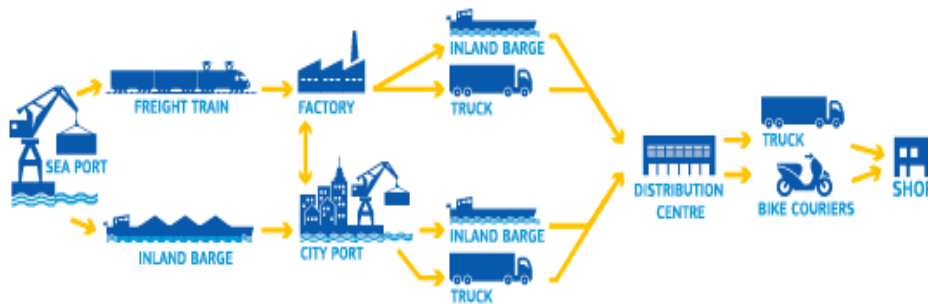 INLAND BARGE
FREIGHT TRAIN
FACTORY
TRUCK
SEA PORT
TRUCK
DISTRIBUTION
CENTRE
BIKE COURIERS
SHOP
INLAND BARGE
CITY PORT
INLAND BARGE
TRUCK